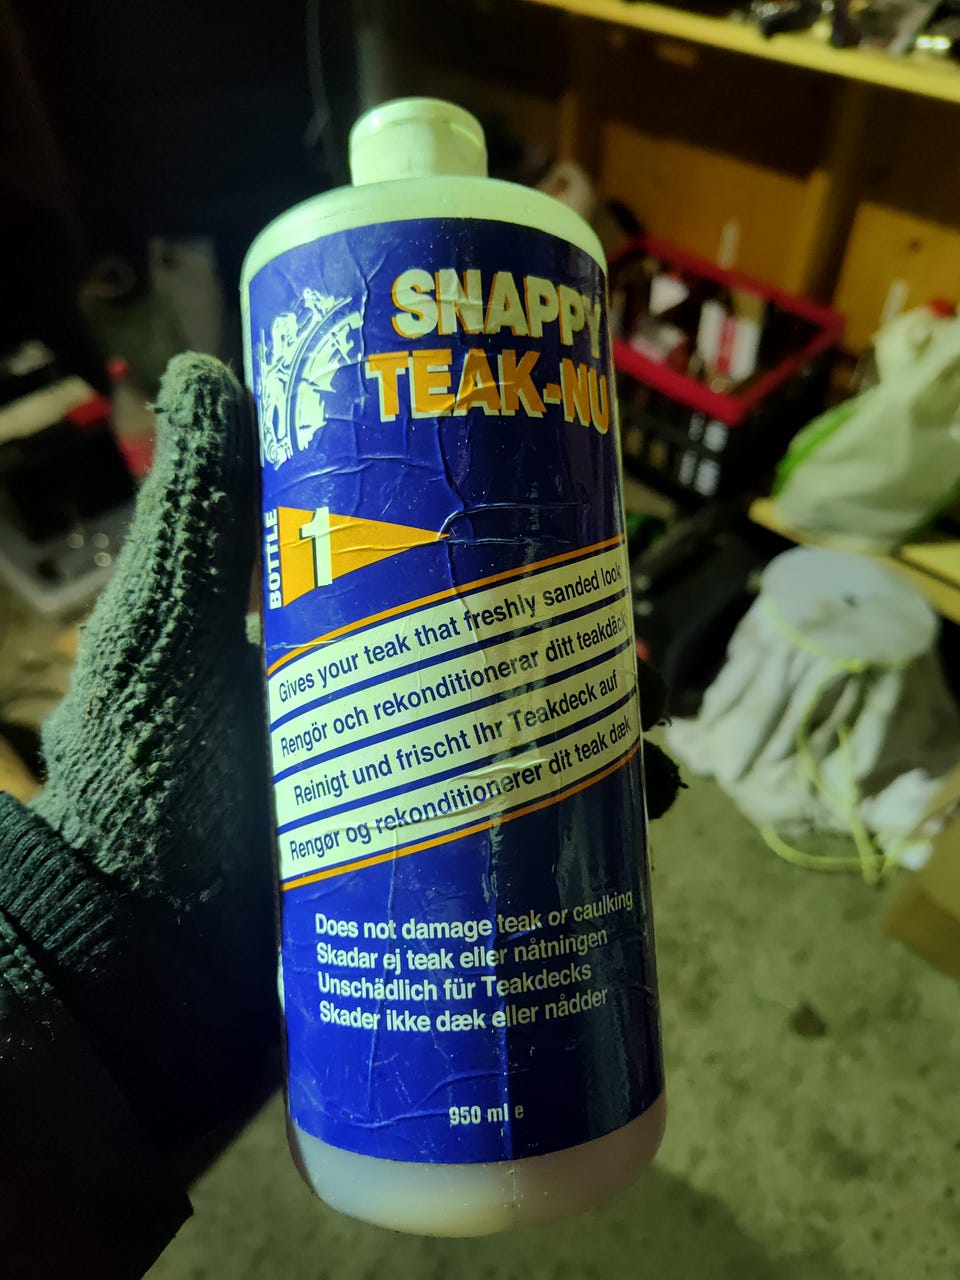 SNAPPY
TEAK-NU
BOTTLE
1
Gives your teak that freshly sanded look
Rengör och rekonditionerar ditt teakdäck
Reinigt und frischt Ihr Teakdeck auf
Rengør og rekonditionerer dit teak dæk
Does not damage teak or caulking
Skadar ej teak eller nåtningen
Unschädlich für Teakdecks
Skader ikke dæk eller nådder
950 ml e